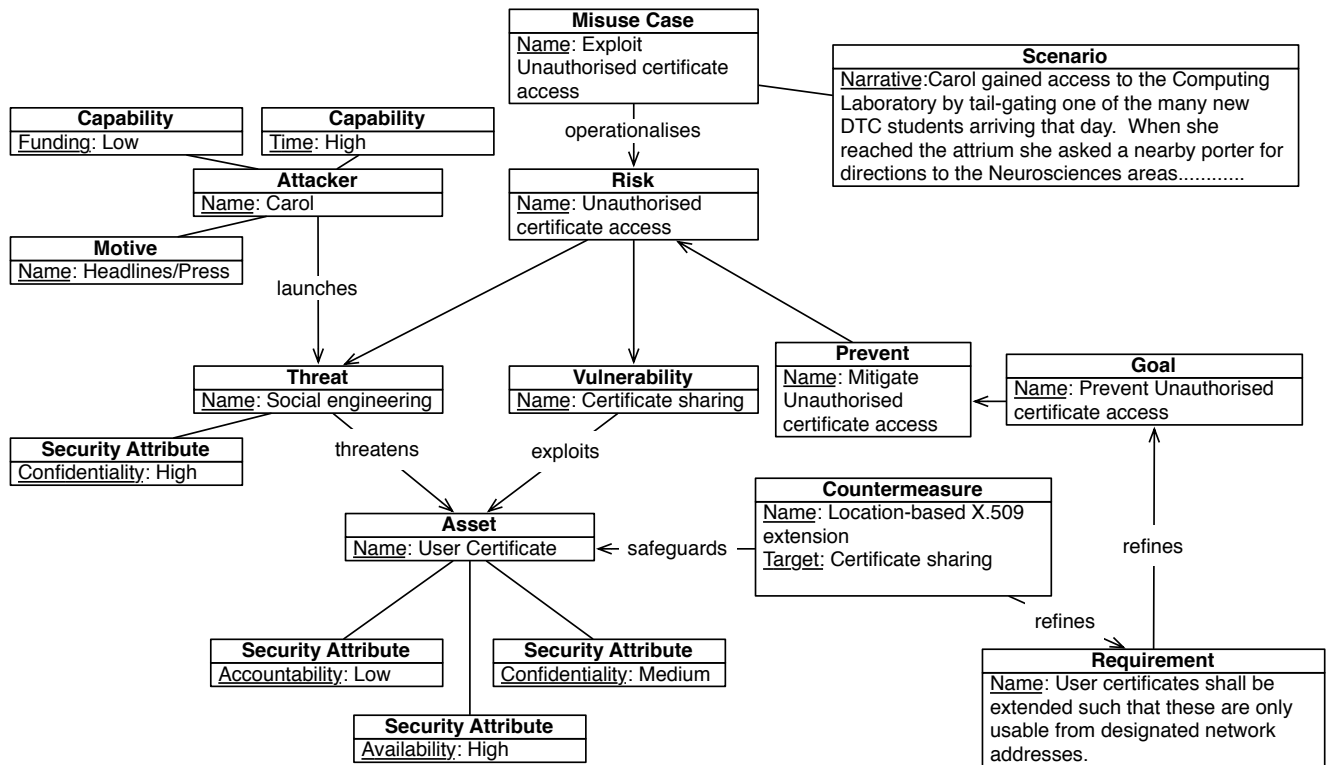 Misuse Case
Name: Exploit
Unauthorised certificate
access
Scenario
Narrative:Carol gained access to the Computing
Laboratory by tail-gating one of the many new
DTC students arriving that day.  When she
reached the attrium she asked a nearby porter for
directions to the Neurosciences areas............
Capability
Funding: Low
Capability
Time: High
operationalises
Attacker
Name: Carol
Risk
Name: Unauthorised
certificate access
Motive
Name: Headlines/Press
launches
Threat
Name: Social engineering
Vulnerability
Name: Certificate sharing
Prevent
Name: Mitigate
Unauthorised
certificate access
Goal
Name: Prevent Unauthorised
certificate access
Security Attribute
Confidentiality: High
threatens
exploits
Countermeasure
Name: Location-based X.509
extension
Target: Certificate sharing
Asset
Name: User Certificate
safeguards
refines
refines
Security Attribute
Accountability: Low
Security Attribute
Confidentiality: Medium
Security Attribute
Availability: High
Requirement
Name: User certificates shall be
extended such that these are only
usable from designated network
addresses.